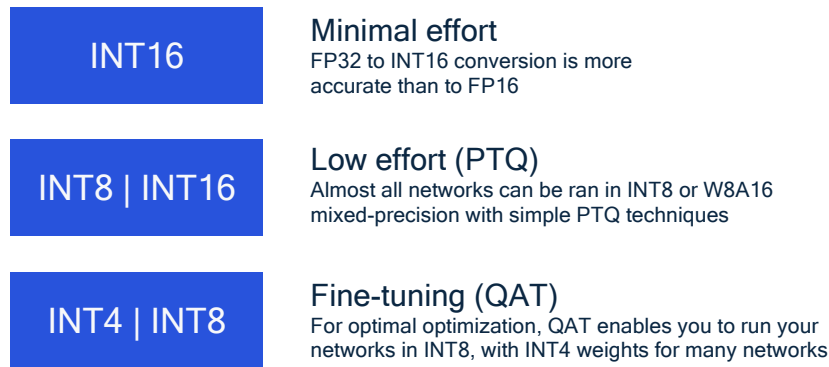 INT16
Minimal effort
FP32 to INT16 conversion is more
accurate than to FP16
INT8 | INT16
Low effort (PTQ)
Almost all networks can be ran in INT8 or W8A16
mixed-precision with simple PTQ techniques
INT4 | INT8
Fine-tuning (QAT)
For optimal optimization, QAT enables you to run your
networks in INT8, with INT4 weights for many networks